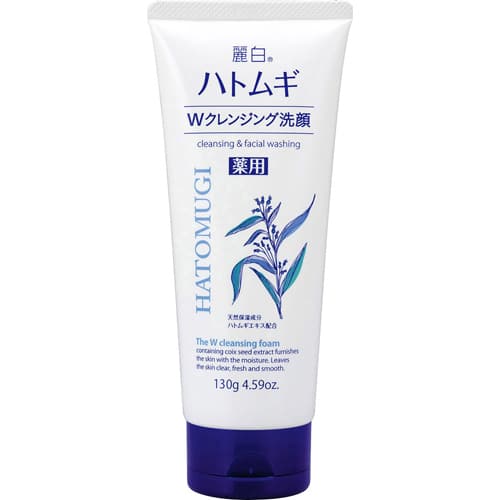 麗白®
ハトムギ
Wクレンジング洗顔
cleansing & facial washing
薬用
HATOMUGI
天然保湿成分
ハトムギエキス配合
The W cleansing foam
containing coix seed extract furnishes
the skin with the moisture. Leaves
the skin clear, fresh and smooth.
130g 4.59oz.